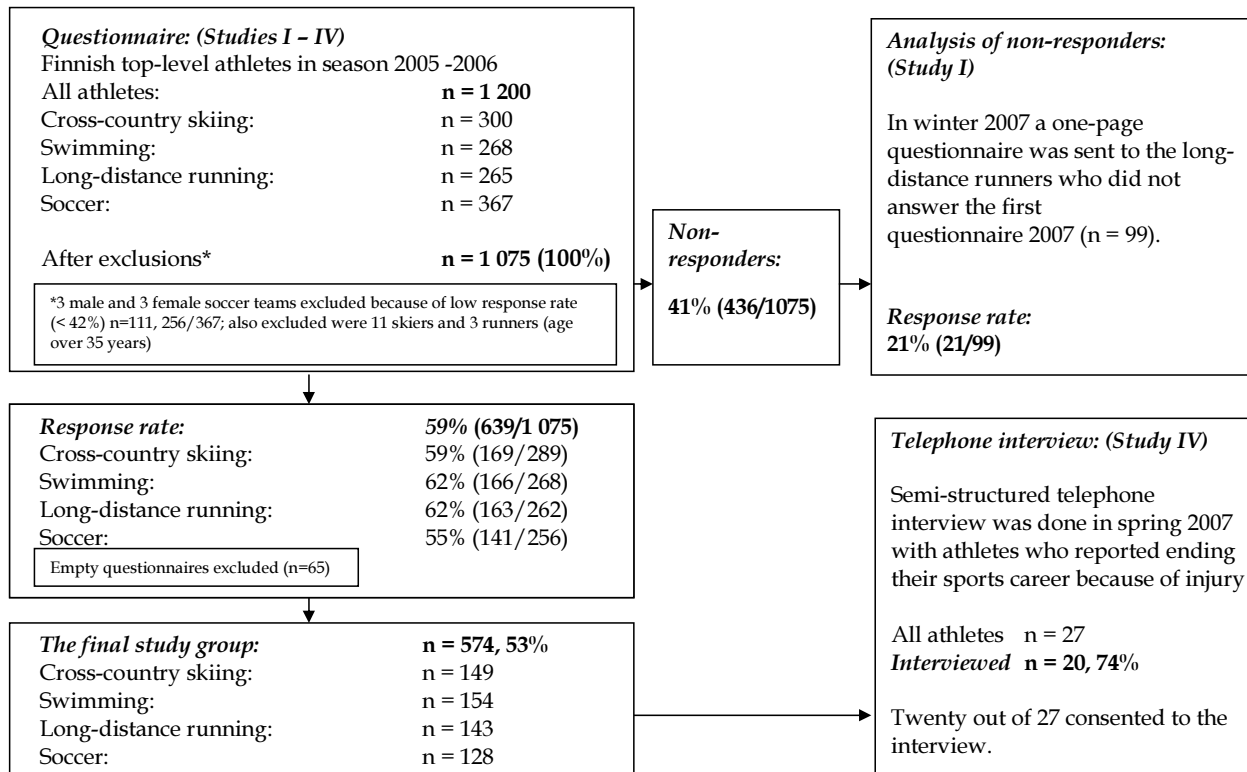 Questionnaire: (Studies I – IV)
Finnish top-level athletes in season 2005 -2006
All athletes: n = 1 200
Cross-country skiing: n = 300
Swimming: n = 268
Long-distance running: n = 265
Soccer: n = 367
After exclusions* n = 1 075 (100%)
*3 male and 3 female soccer teams excluded because of low response rate
(< 42%) n=111, 256/367; also excluded were 11 skiers and 3 runners (age
over 35 years)
Non-
responders:
41% (436/1075)
Analysis of non-responders:
(Study I)
In winter 2007 a one-page
questionnaire was sent to the long-
distance runners who did not
answer the first
questionnaire 2007 (n = 99).
Response rate:
21% (21/99)
Response rate: 59% (639/1 075)
Cross-country skiing: 59% (169/289)
Swimming: 62% (166/268)
Long-distance running: 62% (163/262)
Soccer: 55% (141/256)
Empty questionnaires excluded (n=65)
The final study group: n = 574, 53%
Cross-country skiing: n = 149
Swimming: n = 154
Long-distance running: n = 143
Soccer: n = 128
Telephone interview: (Study IV)
Semi-structured telephone
interview was done in spring 2007
with athletes who reported ending
their sports career because of injury
All athletes n = 27
Interviewed n = 20, 74%
Twenty out of 27 consented to the
interview.